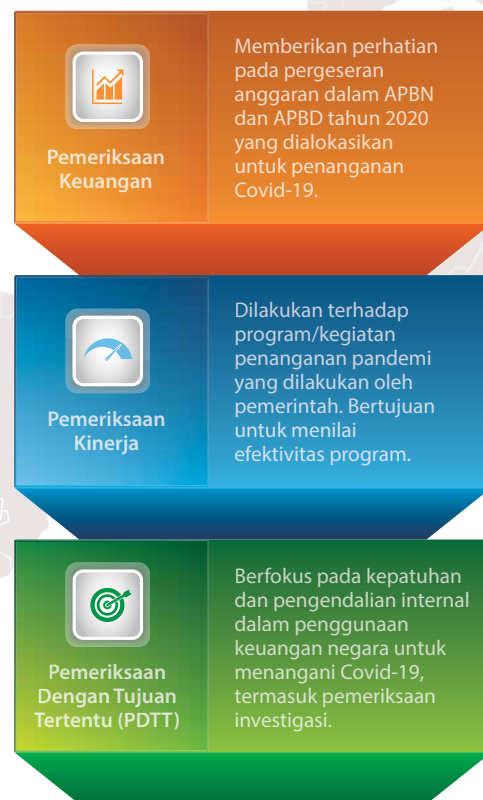 Pemeriksaan
Keuangan
Memberikan perhatian
pada pergeseran
anggaran dalam APBN
dan APBD tahun 2020
yang dialokasikan
untuk penanganan
Covid-19.
Pemeriksaan
Kinerja
Dilakukan terhadap
program/kegiatan
penanganan pandemi
yang dilakukan oleh
pemerintah. Bertujuan
untuk menilai
efektivitas program.
Pemeriksaan
Dengan Tujuan
Tertentu (PDTT)
Berfokus pada kepatuhan
dan pengendalian internal
dalam penggunaan
keuangan negara untuk
menangani Covid-19,
termasuk pemeriksaan
investigasi.